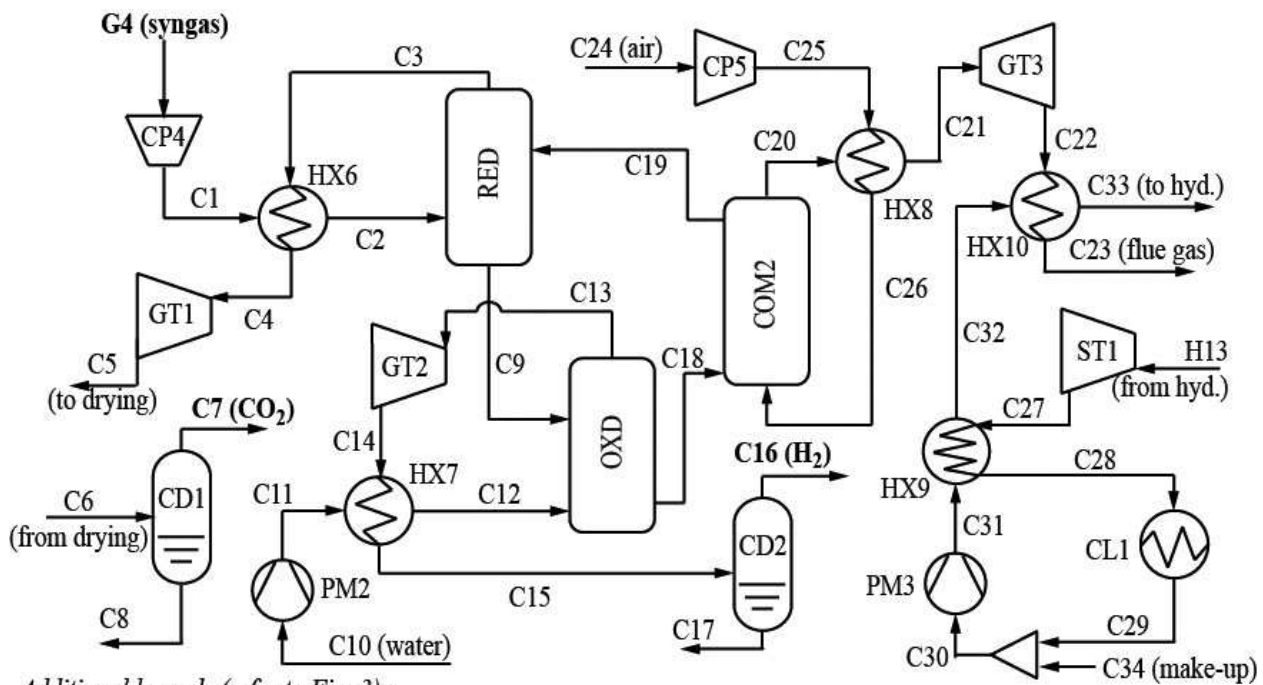 G4 (syngas)
CP4
C1
HX6
C2
C3
C4
GT1
C5
(to drying)
RED
C19
C9
C24 (air)
CP5
C25
C20
HX8
C21
GT3
C22
HX10
C33 (to hyd.)
C23 (flue gas)
C26
COM2
C32
ST1
H13
(from hyd.)
C27
HX9
C28
CL1
C31
PM3
C29
C30
C34 (make-up)
C13
GT2
C18
OXD
C14
HX7
C12
C11
PM2
C10 (water)
C15
C16 (H₂)
CD2
C17
C7 (CO₂)
C6
(from drying)
CD1
C8